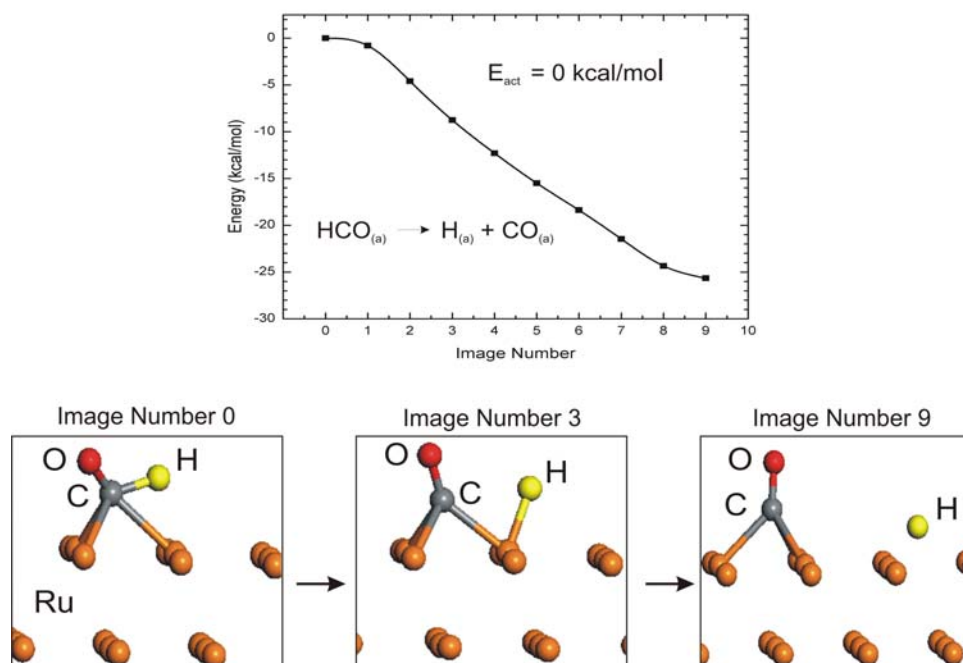 E_act = 0 kcal/mol
Energy (kcal/mol)
0
-5
-10
-15
-20
-25
-30
HCO(a) → H(a) + CO(a)
0 1 2 3 4 5 6 7 8 9 10
Image Number
Image Number 0
Image Number 3
Image Number 9
O H C Ru
O C H
O C H